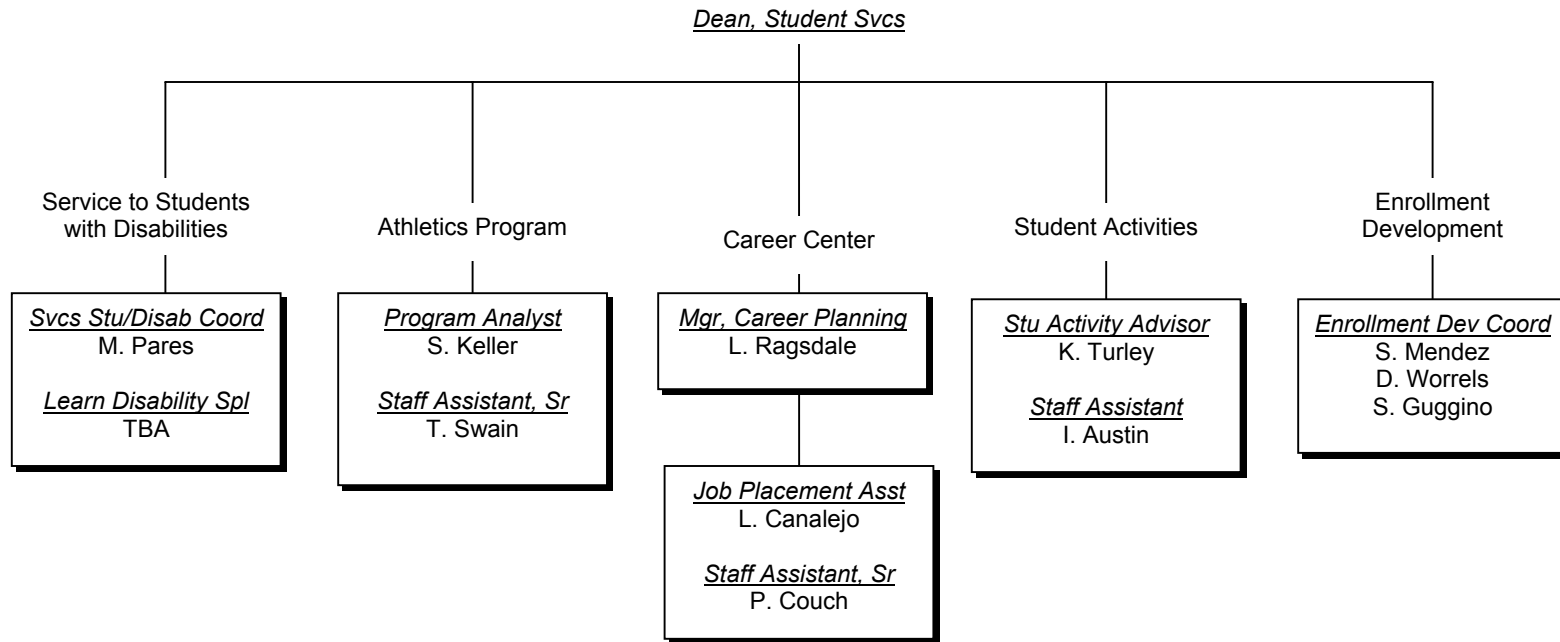 Dean, Student Svcs
Service to Students
with Disabilities
Svcs Stu/Disab Coord
M. Pares
Learn Disability Spl
TBA
Athletics Program
Program Analyst
S. Keller
Staff Assistant, Sr
T. Swain
Career Center
Mgr, Career Planning
L. Ragsdale
Job Placement Asst
L. Canalejo
Staff Assistant, Sr
P. Couch
Student Activities
Stu Activity Advisor
K. Turley
Staff Assistant
I. Austin
Enrollment
Development
Enrollment Dev Coord
S. Mendez
D. Worrels
S. Guggino